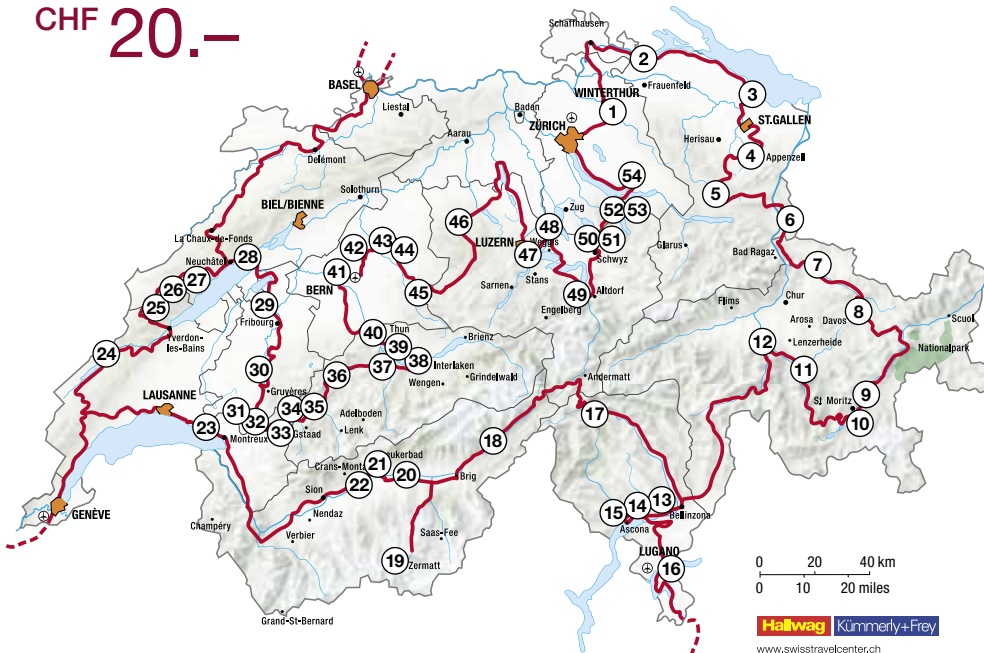 CHF 20.–
Schaffhausen
2
Frauenfeld
BASEL
WINTERTHUR
3
Liestal
Baden
1
ZÜRICH
ST.GALLEN
Aarau
Herisau
4
Appenzell
Delémont
54
Solothurn
5
BIEL/BIENNE
Zug
52
53
6
46
La Chaux-de-Fonds
48
50
51
42
43
44
LUZERN
Weggis
Glarus
Neuchâtel
28
47
Schwyz
Bad Ragaz
7
41
Stans
27
26
BERN
45
Sarnen
49
Altdorf
25
29
Engelberg
Flims
Chur
8
Fribourg
40
Thun
Arosa
Davos
Scuol
Yverdon-
les-Bains
39
Brienz
12
Lenzerheide
Nationalpark
24
38
Interlaken
30
36
37
11
Wengen
Grindelwald
Andermatt
Gruyères
9
LAUSANNE
31
34
35
Adelboden
17
St. Moritz
23
32
33
Gstaad
Lenk
10
Montreux
18
21
Leukerbad
Crans-Montana
20
22
Brig
Sion
GENÈVE
Nendaz
15
14
13
Bellinzona
Champéry
Verbier
Saas-Fee
Ascona
LUGANO
19
Zermatt
16
0 20 40 km
0 10 20 miles
Grand-St-Bernard
Hallwag Kümmerly+Frey
www.swisstravelcenter.ch